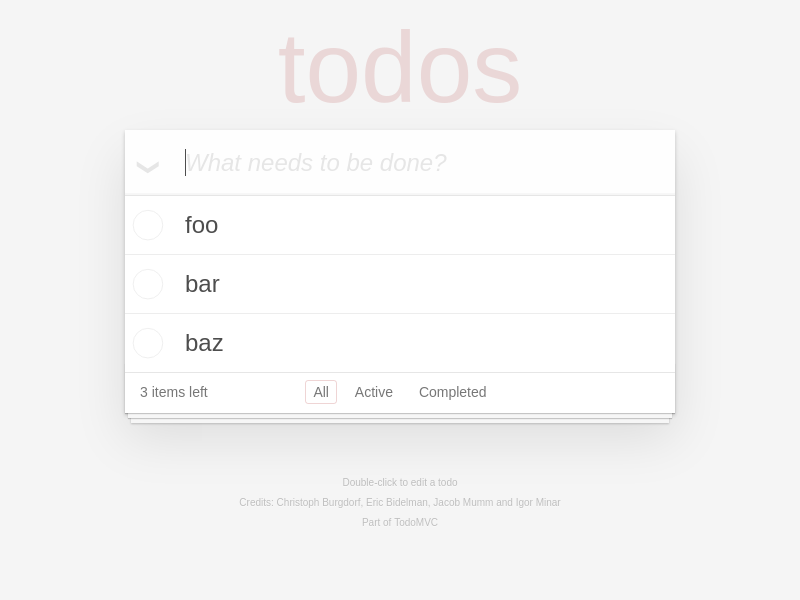 todos
What needs to be done?
foo
bar
baz
3 items left All Active Completed
Double-click to edit a todo
Credits: Christoph Burgdorf, Eric Bidelman, Jacob Mumm and Igor Minar
Part of TodoMVC